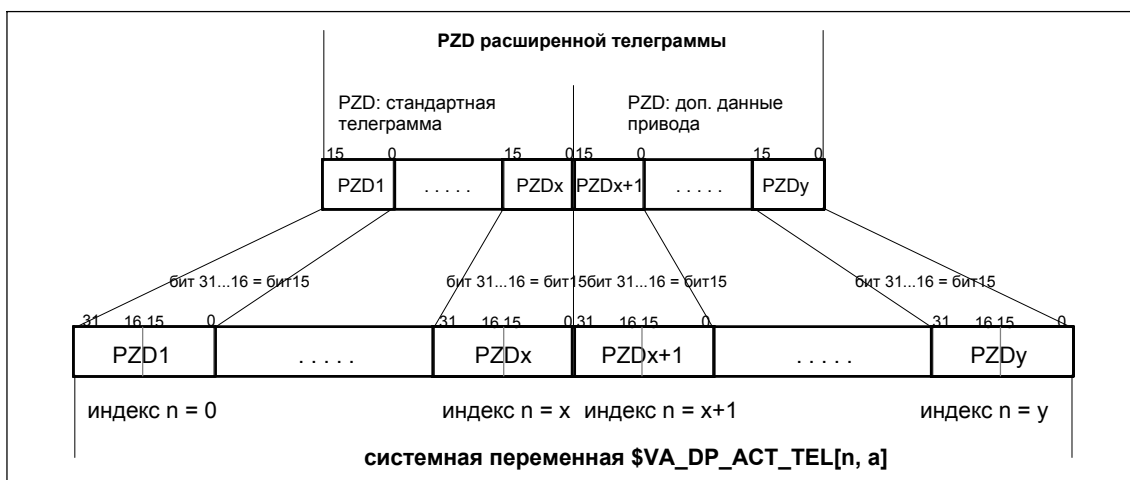 PZD расширенной телеграммы
PZD: стандартная телеграмма
PZD: доп. данные привода
15 0 15 0 15 0 15 0
PZD1 . . . . . PZDx PZDx+1 . . . . . PZDy
бит 31...16 = бит15 бит 31...16 = бит15 бит 31...16 = бит15 бит 31...16 = бит15
31 16 15 0 31 16 15 0 31 16 15 0 31 16 15 0
PZD1 . . . . . PZDx PZDx+1 . . . . . PZDy
индекс n = 0 индекс n = x индекс n = x+1 индекс n = y
системная переменная $VA_DP_ACT_TEL[n, a]